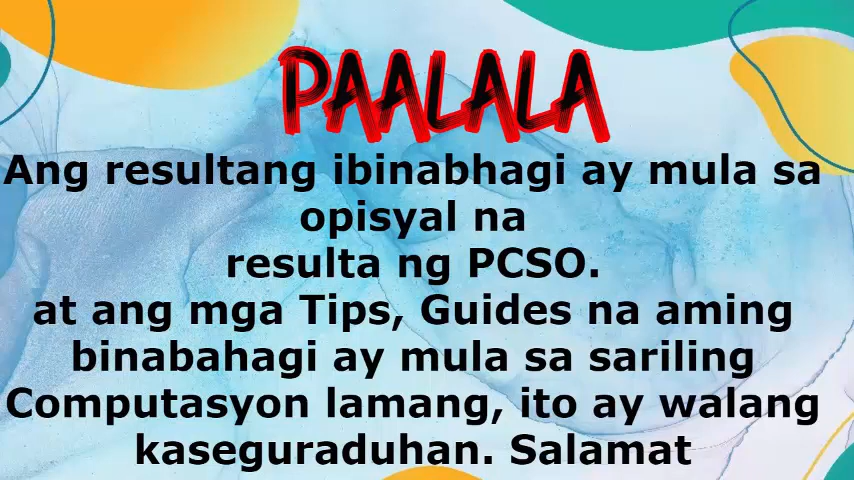 PAALALA
Ang resultang ibinabhagi ay mula sa
opisyal na
resulta ng PCSO.
at ang mga Tips, Guides na aming
binabahagi ay mula sa sariling
Computasyon lamang, ito ay walang
kaseguraduhan. Salamat